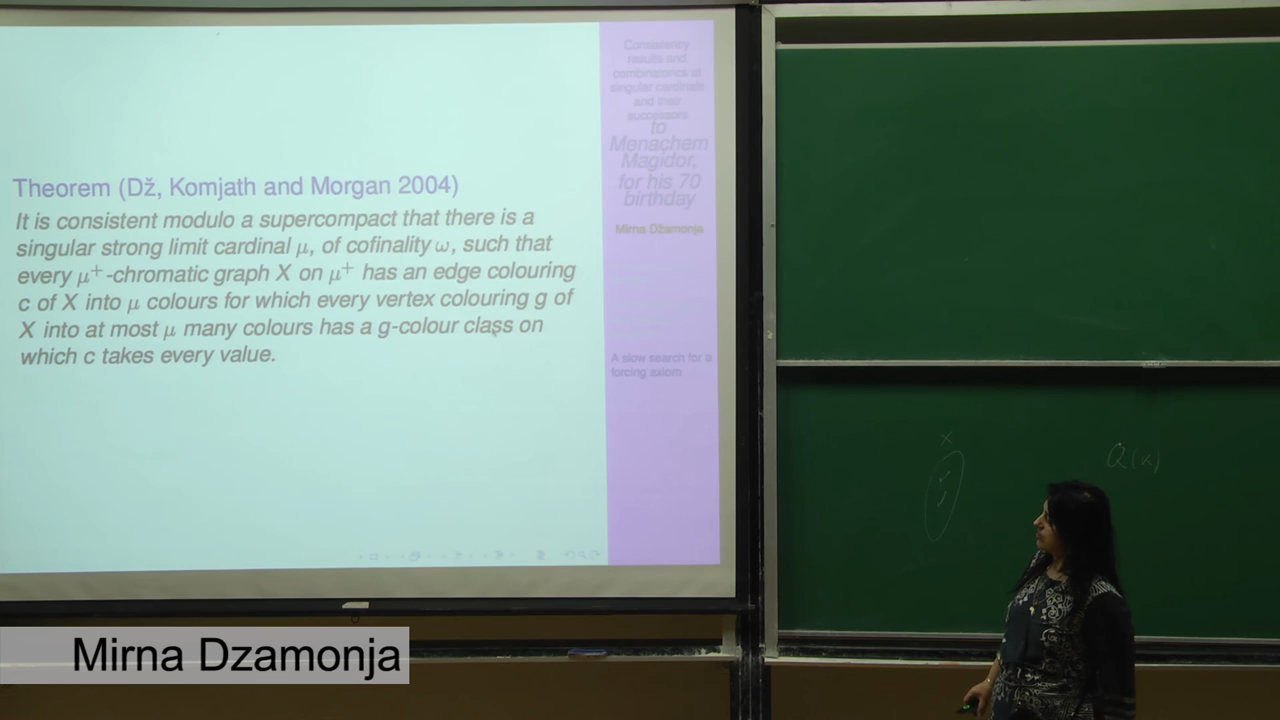 Theorem (Dž, Komjath and Morgan 2004)
It is consistent modulo a supercompact that there is a
singular strong limit cardinal μ, of cofinality ω, such that
every μ⁺-chromatic graph X on μ⁺ has an edge colouring
c of X into μ colours for which every vertex colouring g of
X into at most μ many colours has a g-colour class on
which c takes every value.
Consistency
results and
combinatorics at
singular cardinals
and their
successors
to
Menachem
Magidor,
for his 70
birthday
Mirna Džamonja
A slow search for a
forcing axiom
x
Q(x)
Mirna Dzamonja